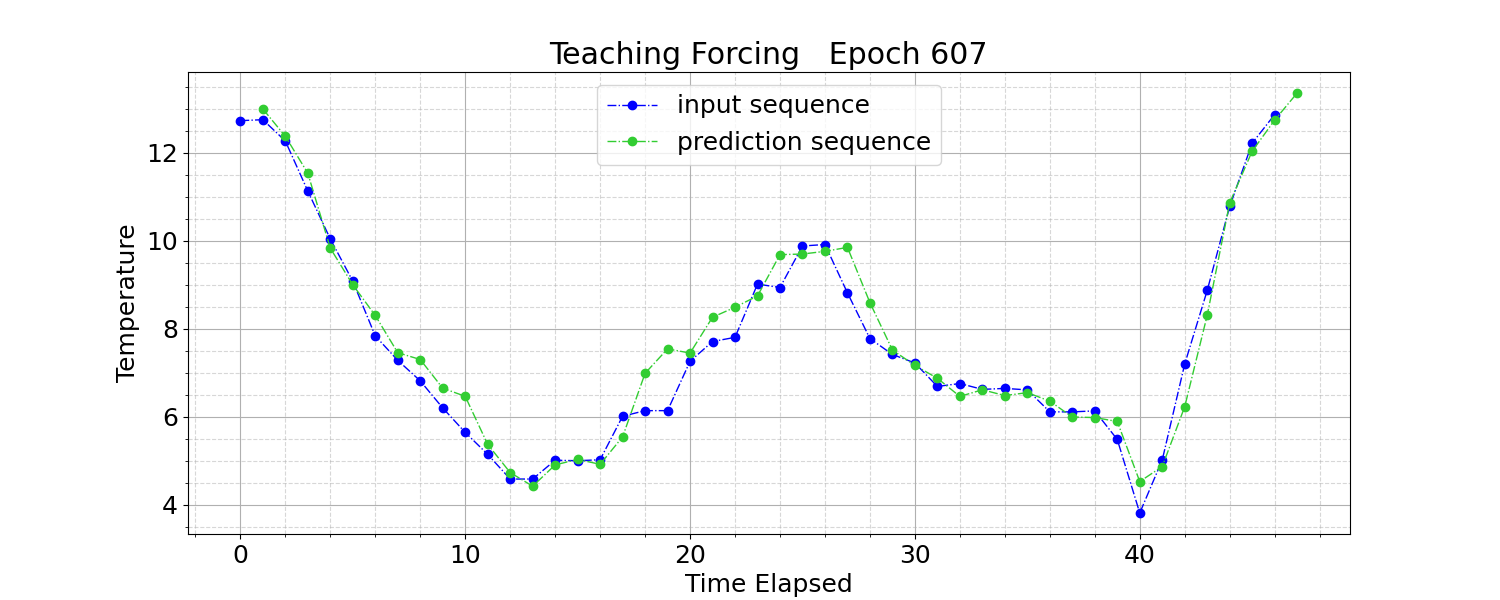 Teaching Forcing   Epoch 607
input sequence
prediction sequence
Temperature
12
10
8
6
4
0 10 20 30 40
Time Elapsed